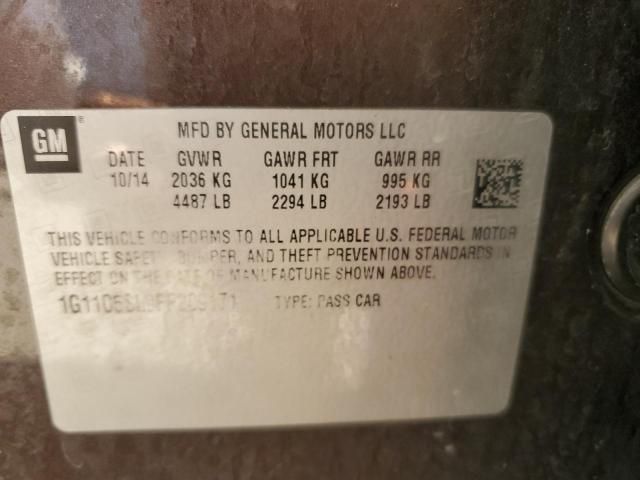 GM
MFD BY GENERAL MOTORS LLC
DATE GVWR GAWR FRT GAWR RR
10/14 2036 KG 1041 KG 995 KG
4487 LB 2294 LB 2193 LB
THIS VEHICLE CONFORMS TO ALL APPLICABLE U.S. FEDERAL MOTOR
VEHICLE SAFETY, BUMPER, AND THEFT PREVENTION STANDARDS IN
EFFECT ON THE DATE OF MANUFACTURE SHOWN ABOVE.
TYPE: PASS CAR